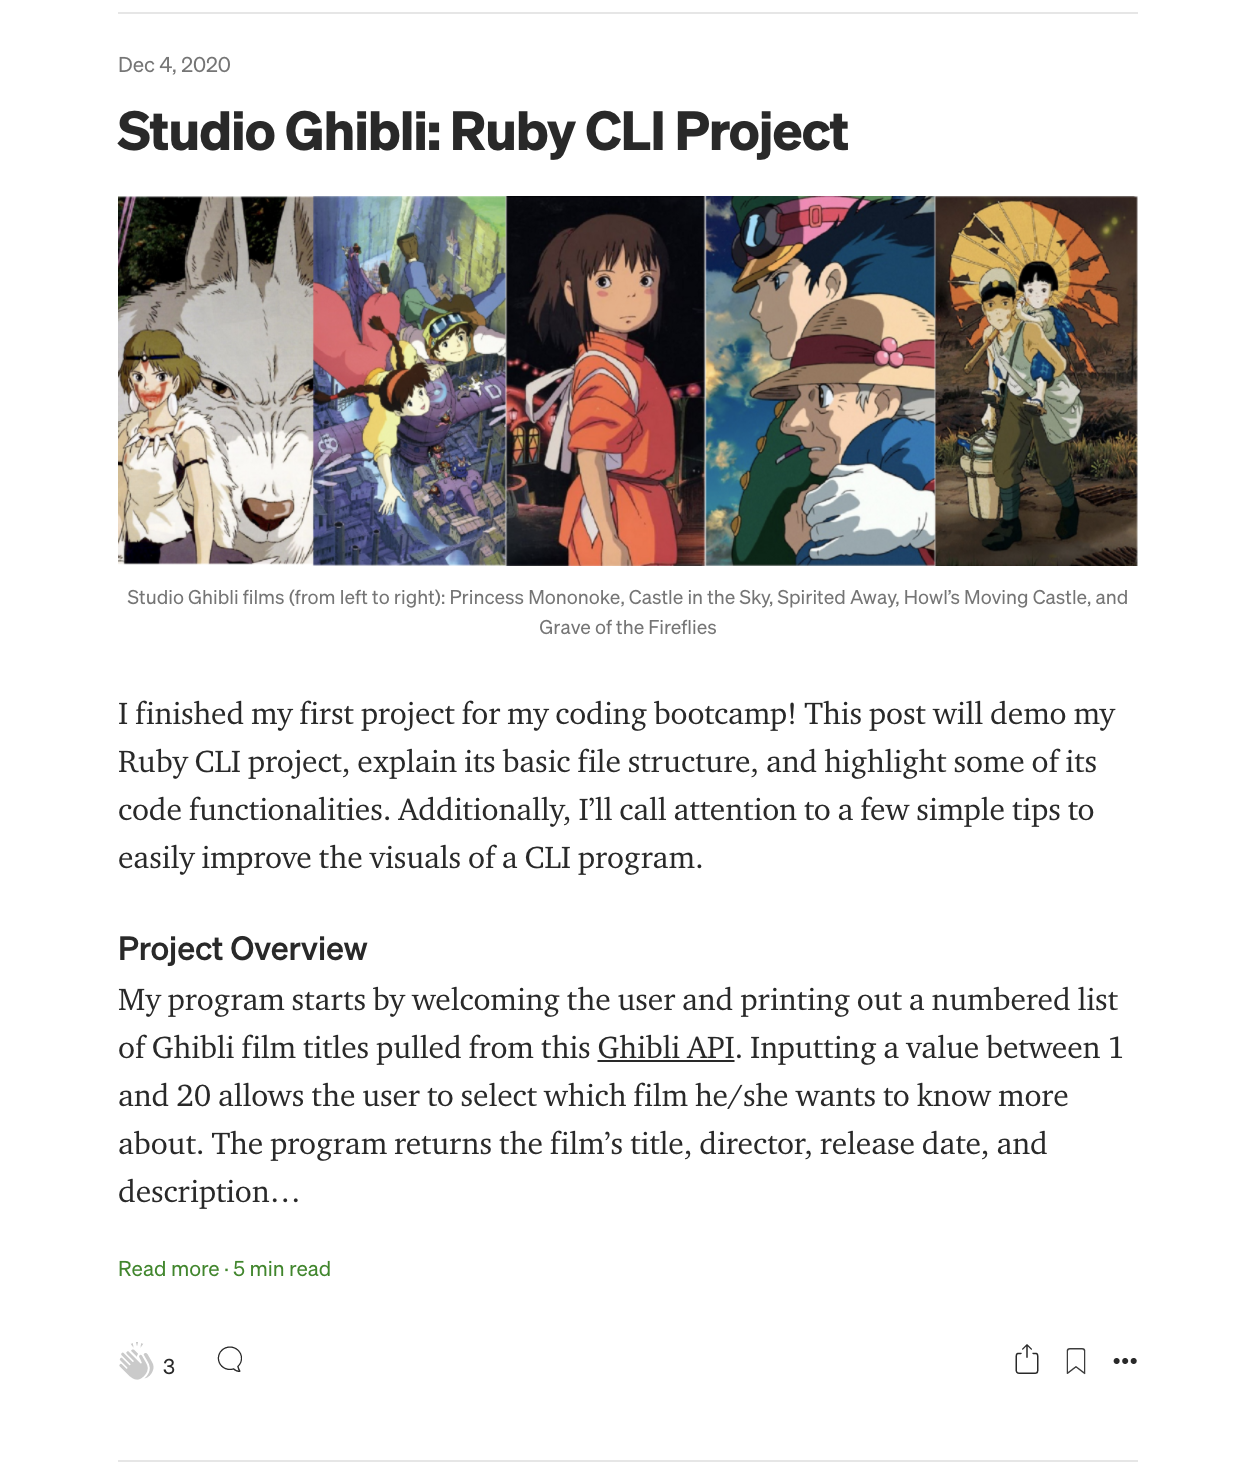 Dec 4, 2020
Studio Ghibli: Ruby CLI Project
Studio Ghibli films (from left to right): Princess Mononoke, Castle in the Sky, Spirited Away, Howl’s Moving Castle, and
Grave of the Fireflies
I finished my first project for my coding bootcamp! This post will demo my
Ruby CLI project, explain its basic file structure, and highlight some of its
code functionalities. Additionally, I’ll call attention to a few simple tips to
easily improve the visuals of a CLI program.
Project Overview
My program starts by welcoming the user and printing out a numbered list
of Ghibli film titles pulled from this Ghibli API. Inputting a value between 1
and 20 allows the user to select which film he/she wants to know more
about. The program returns the film’s title, director, release date, and
description…
Read more · 5 min read
3